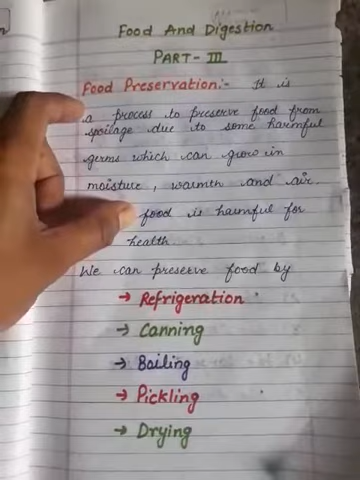 Food And Digestion
PART-III
Food Preservation:- It is
a process to preserve food from
spoilage due to some harmful
germs which can grow in
moisture, warmth and air.
food is harmful for
health.
We can preserve food by
→ Refrigeration
→ Canning
→ Boiling
→ Pickling
→ Drying